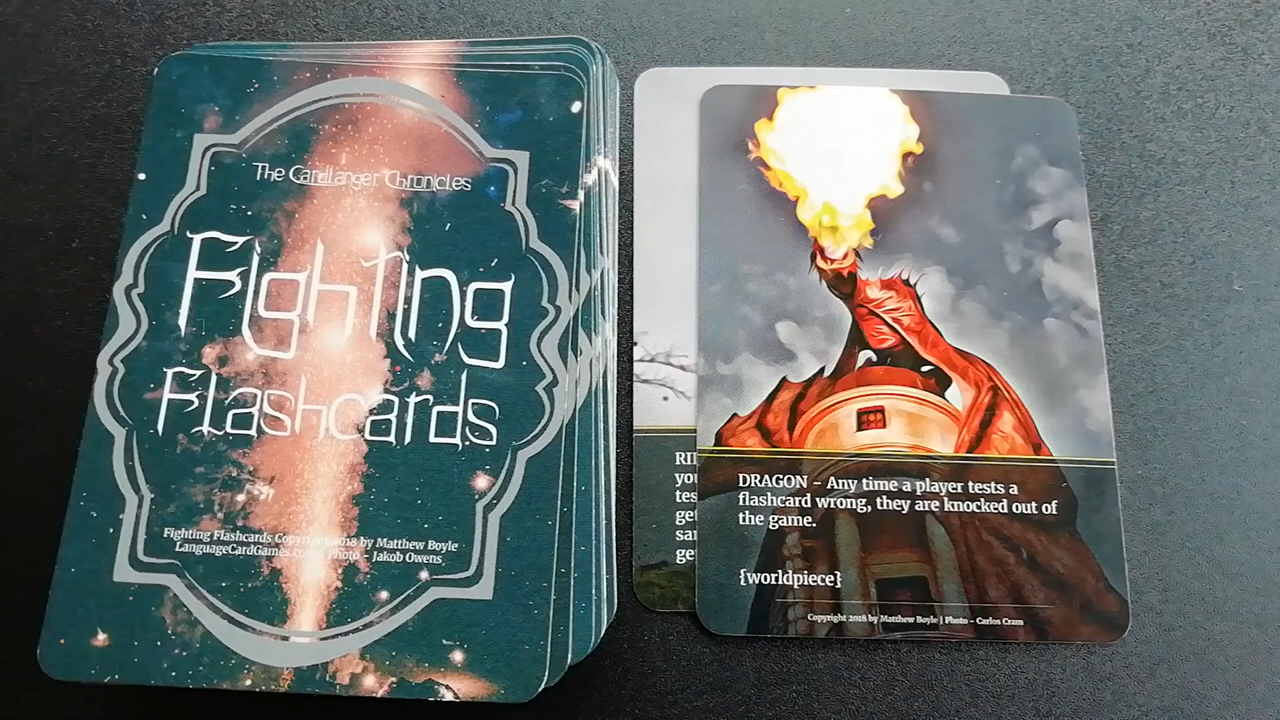 The Cardlanger Chronicles
Fighting
Flashcards
Fighting Flashcards Copyright 2018 by Matthew Boyle
LanguageCardGames.com | Photo - Jakob Owens
DRAGON - Any time a player tests a
flashcard wrong, they are knocked out of
the game.
{worldpiece}
Copyright 2018 by Matthew Boyle | Photo - Carlos Cram